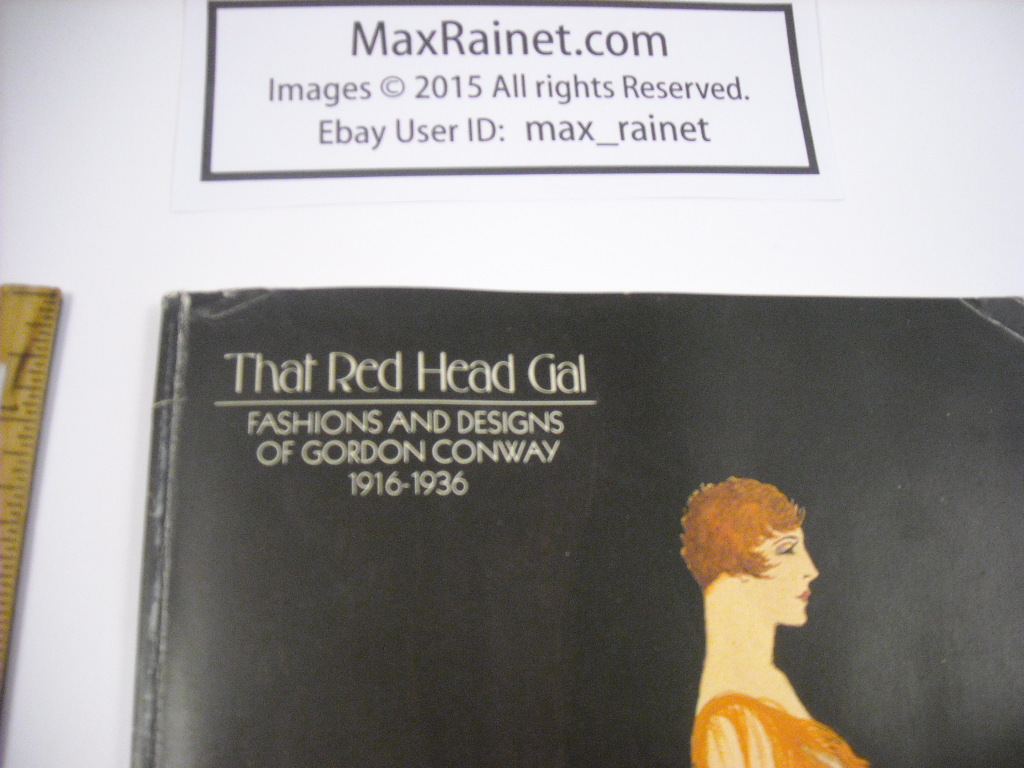 MaxRainet.com
Images © 2015 All rights Reserved.
Ebay User ID: max_rainet
That Red Head Gal
FASHIONS AND DESIGNS
OF GORDON CONWAY
1916-1936